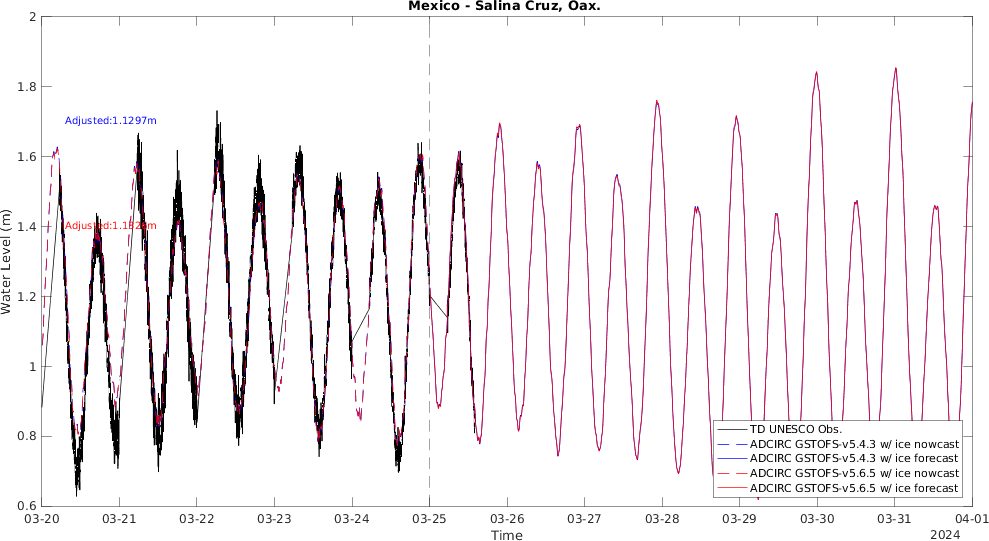 Mexico - Salina Cruz, Oax.
2
1.8
1.6
1.4
1.2
1
0.8
0.6
Water Level (m)
Adjusted:1.1297m
TD UNESCO Obs.
ADCIRC GSTOFS-v5.4.3 w/ ice nowcast
ADCIRC GSTOFS-v5.4.3 w/ ice forecast
ADCIRC GSTOFS-v5.6.5 w/ ice nowcast
ADCIRC GSTOFS-v5.6.5 w/ ice forecast
03-20 03-21 03-22 03-23 03-24 03-25 03-26 03-27 03-28 03-29 03-30 03-31 04-01
Time
2024